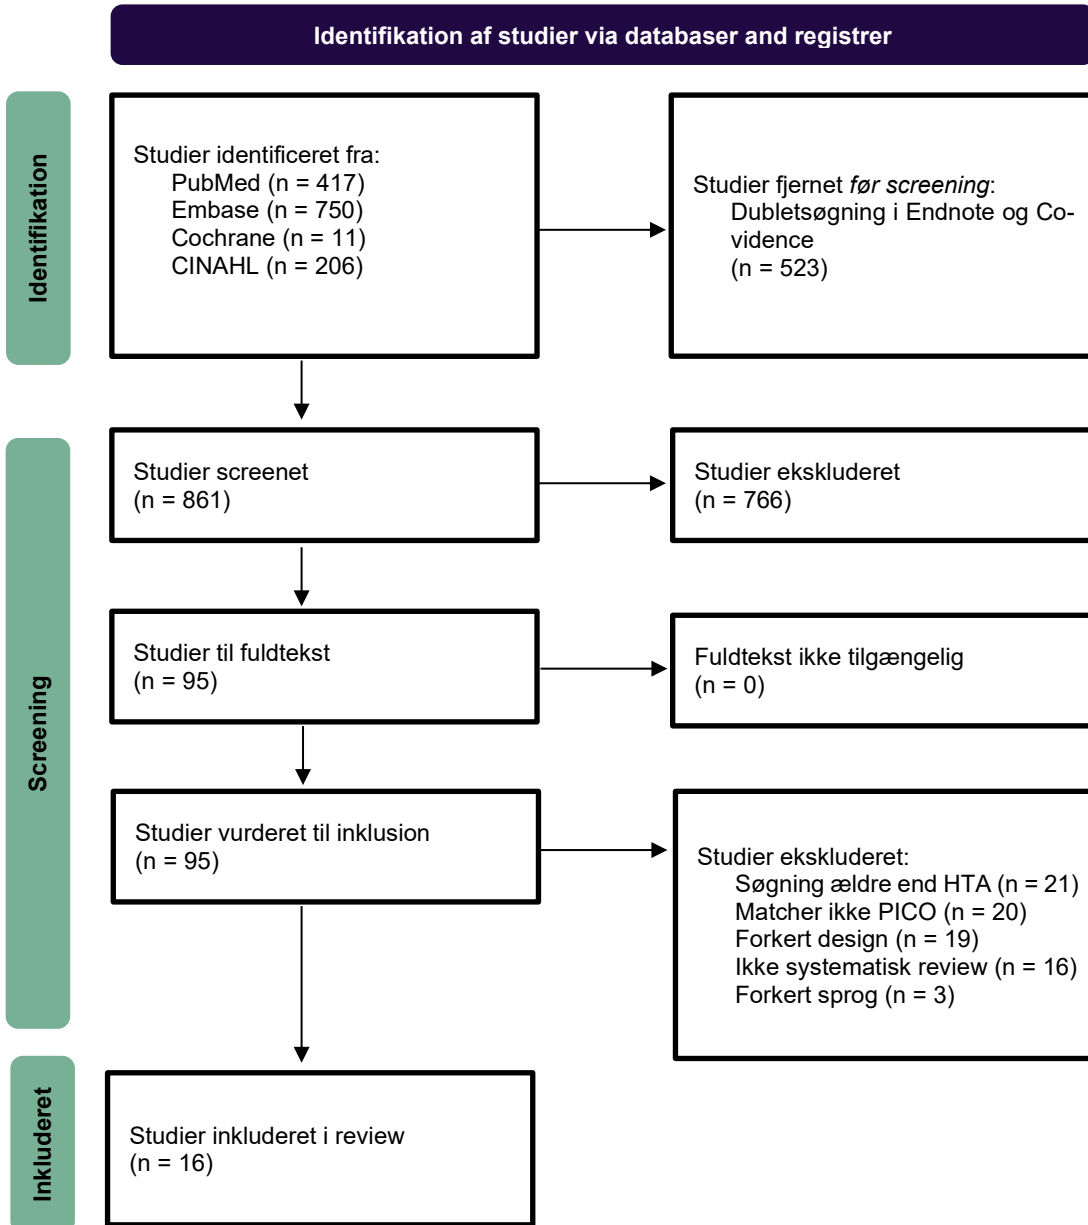 Identifikation af studier via databaser and registrer
Identifikation
Studier identificeret fra:
PubMed (n = 417)
Embase (n = 750)
Cochrane (n = 11)
CINAHL (n = 206)
Studier fjernet før screening:
Dubletsøgning i Endnote og Co-
vidence
(n = 523)
Screening
Studier screenet
(n = 861)
Studier ekskluderet
(n = 766)
Studier til fuldtekst
(n = 95)
Fuldtekst ikke tilgængelig
(n = 0)
Studier vurderet til inklusion
(n = 95)
Studier ekskluderet:
Søgning ældre end HTA (n = 21)
Matcher ikke PICO (n = 20)
Forkert design (n = 19)
Ikke systematisk review (n = 16)
Forkert sprog (n = 3)
Inkluderet
Studier inkluderet i review
(n = 16)